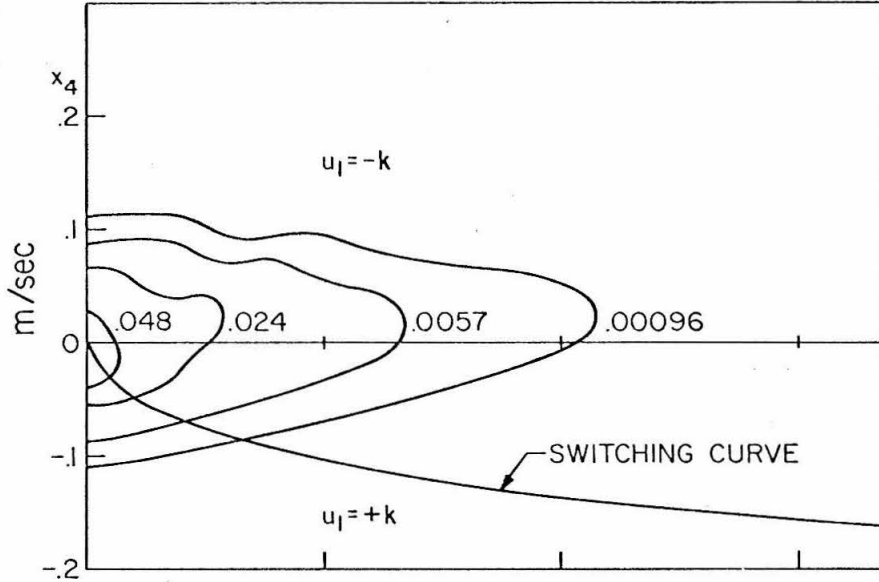 x4
.2
u1=-k
.1
m/sec
.048
.024
.0057
.00096
0
-.1
SWITCHING CURVE
u1=+k
-.2